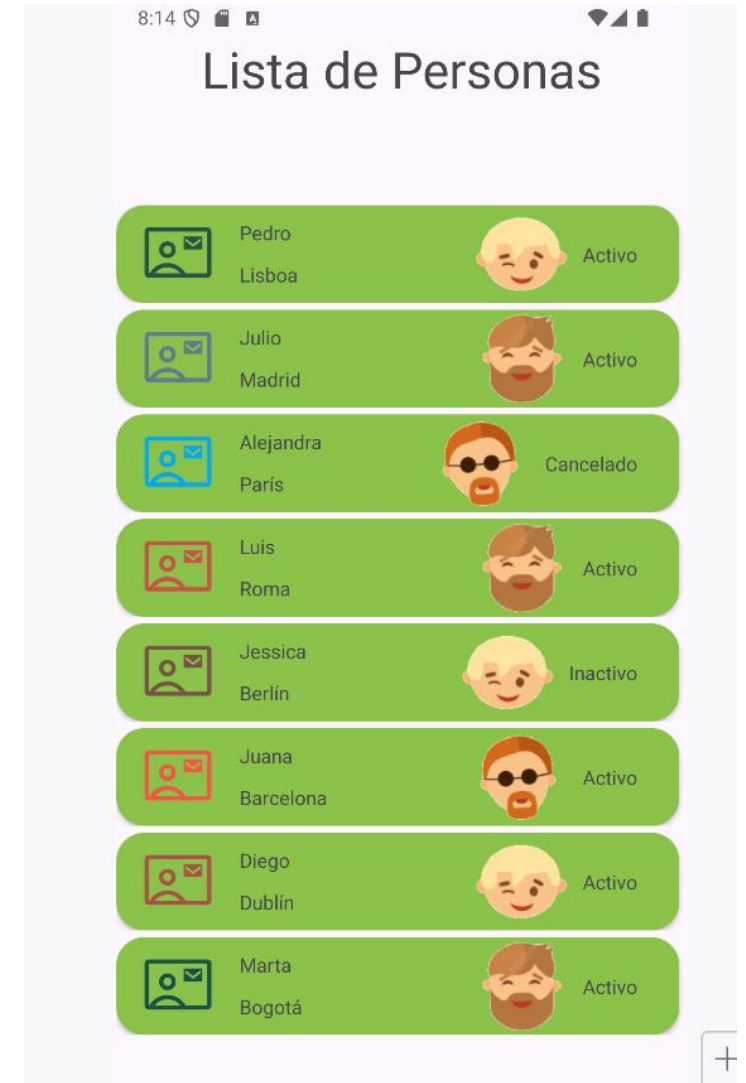 8:14
Lista de Personas
Pedro
Lisboa
Activo
Julio
Madrid
Activo
Alejandra
París
Cancelado
Luis
Roma
Activo
Jessica
Berlín
Inactivo
Juana
Barcelona
Activo
Diego
Dublín
Activo
Marta
Bogotá
Activo